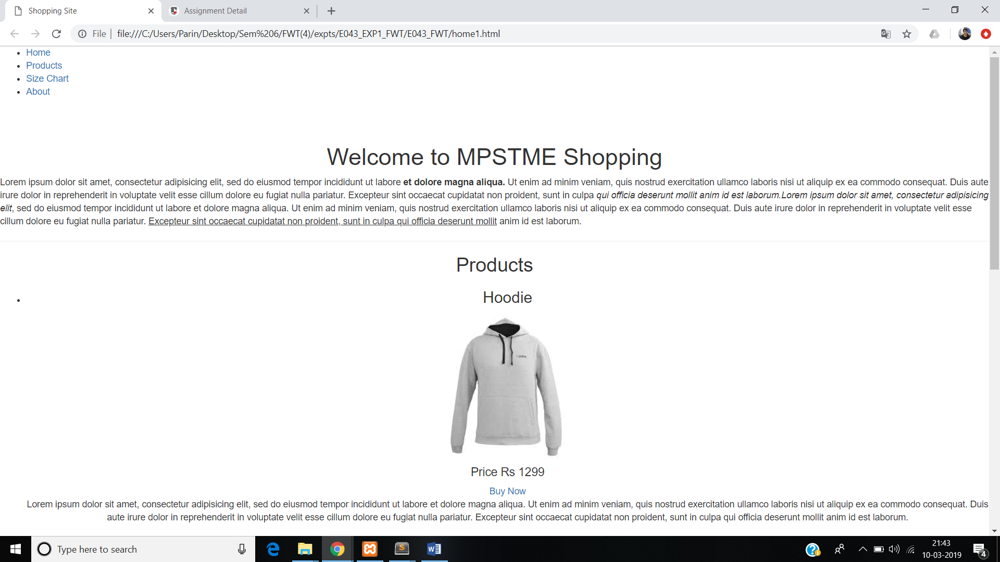 Shopping Site
Assignment Detail
File | file:///C:/Users/Parin/Desktop/Sem%206/FWT(4)/expts/E043_EXP1_FWT/E043_FWT/home1.html
Home
Products
Size Chart
About
Welcome to MPSTME Shopping
Lorem ipsum dolor sit amet, consectetur adipisicing elit, sed do eiusmod tempor incididunt ut labore et dolore magna aliqua. Ut enim ad minim veniam, quis nostrud exercitation ullamco laboris nisi ut aliquip ex ea commodo consequat. Duis aute
irure dolor in reprehenderit in voluptate velit esse cillum dolore eu fugiat nulla pariatur. Excepteur sint occaecat cupidatat non proident, sunt in culpa qui officia deserunt mollit anim id est laborum.Lorem ipsum dolor sit amet, consectetur adipisicing
elit, sed do eiusmod tempor incididunt ut labore et dolore magna aliqua. Ut enim ad minim veniam, quis nostrud exercitation ullamco laboris nisi ut aliquip ex ea commodo consequat. Duis aute irure dolor in reprehenderit in voluptate velit esse
cillum dolore eu fugiat nulla pariatur. Excepteur sint occaecat cupidatat non proident, sunt in culpa qui officia deserunt mollit anim id est laborum.
Products
Hoodie
Price Rs 1299
Buy Now
Lorem ipsum dolor sit amet, consectetur adipisicing elit, sed do eiusmod tempor incididunt ut labore et dolore magna aliqua. Ut enim ad minim veniam, quis nostrud exercitation ullamco laboris nisi ut aliquip ex ea commodo consequat. Duis
aute irure dolor in reprehenderit in voluptate velit esse cillum dolore eu fugiat nulla pariatur. Excepteur sint occaecat cupidatat non proident, sunt in culpa qui officia deserunt mollit anim id est laborum.
Type here to search
21:43
10-03-2019
4